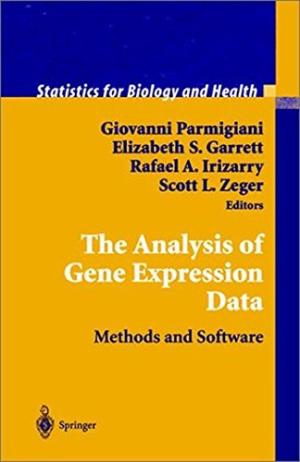 Statistics for Biology and Health
Giovanni Parmigiani
Elizabeth S. Garrett
Rafael A. Irizarry
Scott L. Zeger
Editors
The Analysis of
Gene Expression
Data
Methods and Software
Springer